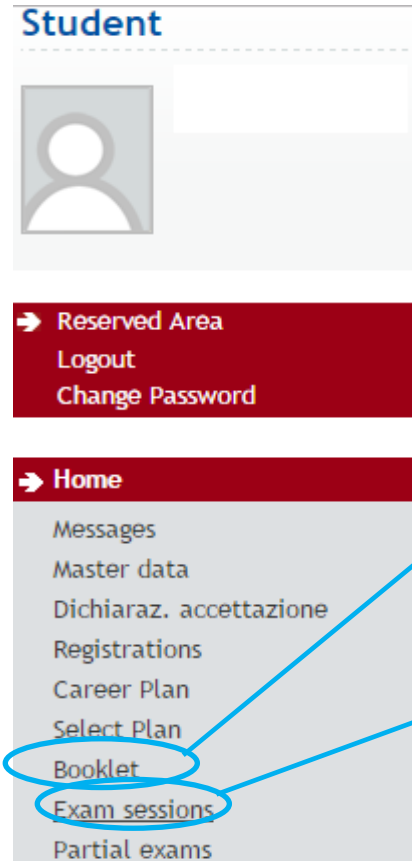 Student
Reserved Area
Logout
Change Password
Home
Messages
Master data
Dichiaraz. accettazione
Registrations
Career Plan
Select Plan
Booklet
Exam sessions
Partial exams